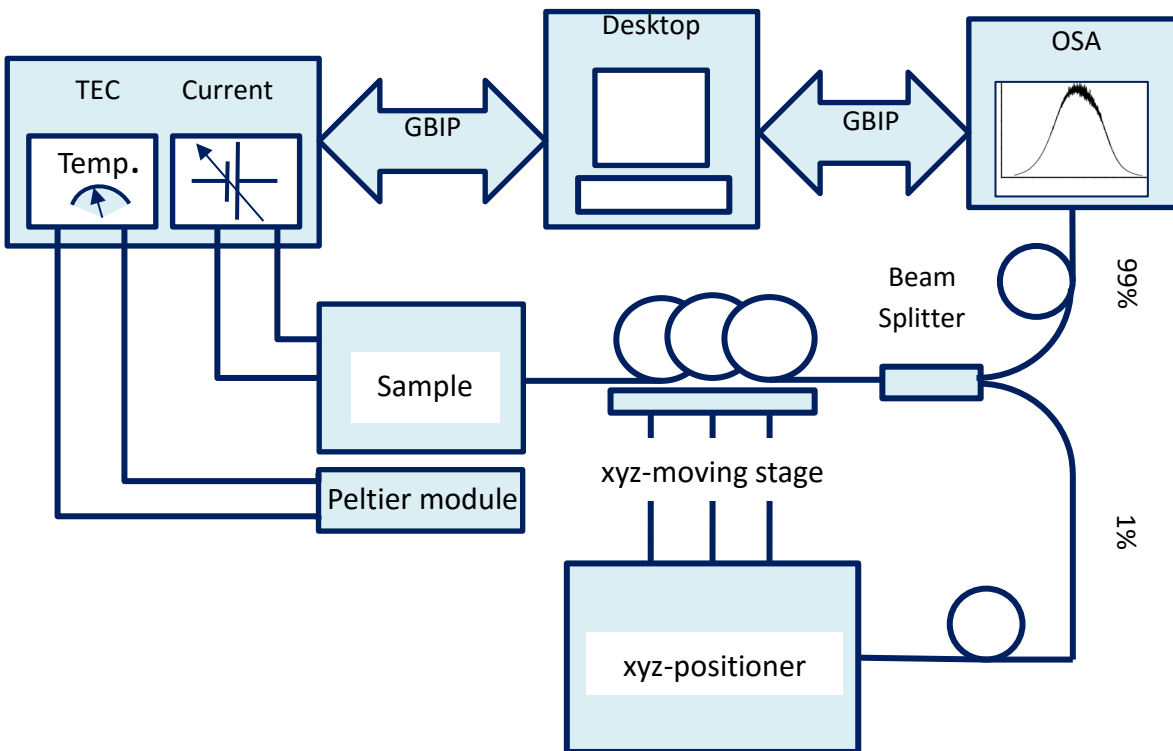 Desktop
OSA
TEC
Current
GBIP
GBIP
Temp.
Beam
Splitter
99%
Sample
xyz-moving stage
Peltier module
1%
xyz-positioner